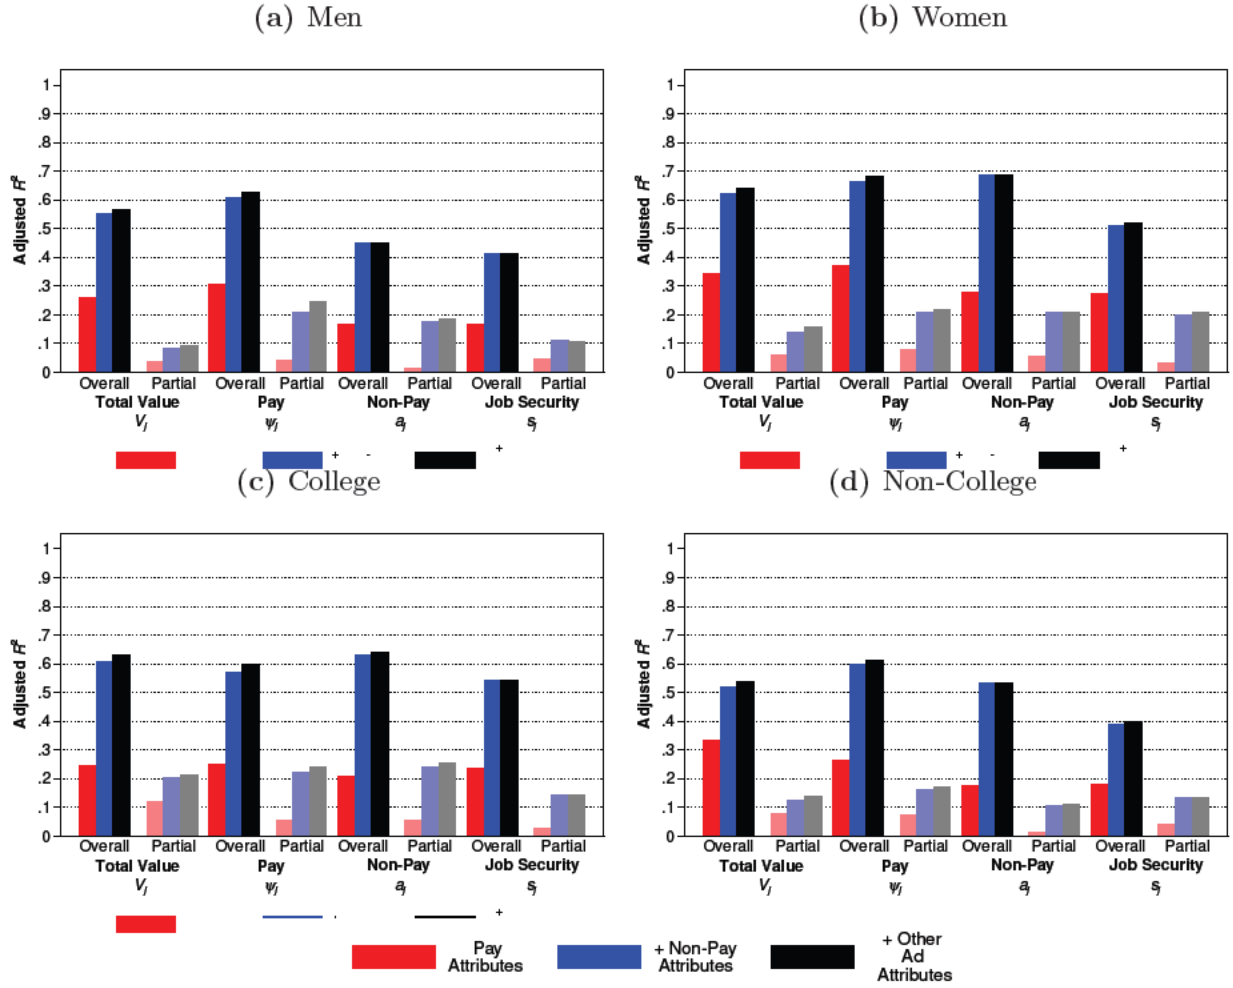 (a) Men
1
.9
.8
.7
.6
.5
.4
.3
.2
.1
0
Adjusted R²
Overall Partial Overall Partial Overall Partial Overall Partial
Total Value Pay Non-Pay Job Security
Vj ψj aj sj
+ - +
(b) Women
1
.9
.8
.7
.6
.5
.4
.3
.2
.1
0
Adjusted R²
Overall Partial Overall Partial Overall Partial Overall Partial
Total Value Pay Non-Pay Job Security
Vj ψj aj sj
+ - +
(c) College
1
.9
.8
.7
.6
.5
.4
.3
.2
.1
0
Adjusted R²
Overall Partial Overall Partial Overall Partial Overall Partial
Total Value Pay Non-Pay Job Security
Vj ψj aj sj
+
(d) Non-College
1
.9
.8
.7
.6
.5
.4
.3
.2
.1
0
Adjusted R²
Overall Partial Overall Partial Overall Partial Overall Partial
Total Value Pay Non-Pay Job Security
Vj ψj aj sj
Pay
Attributes
+ Non-Pay
Attributes
+ Other
Ad
Attributes